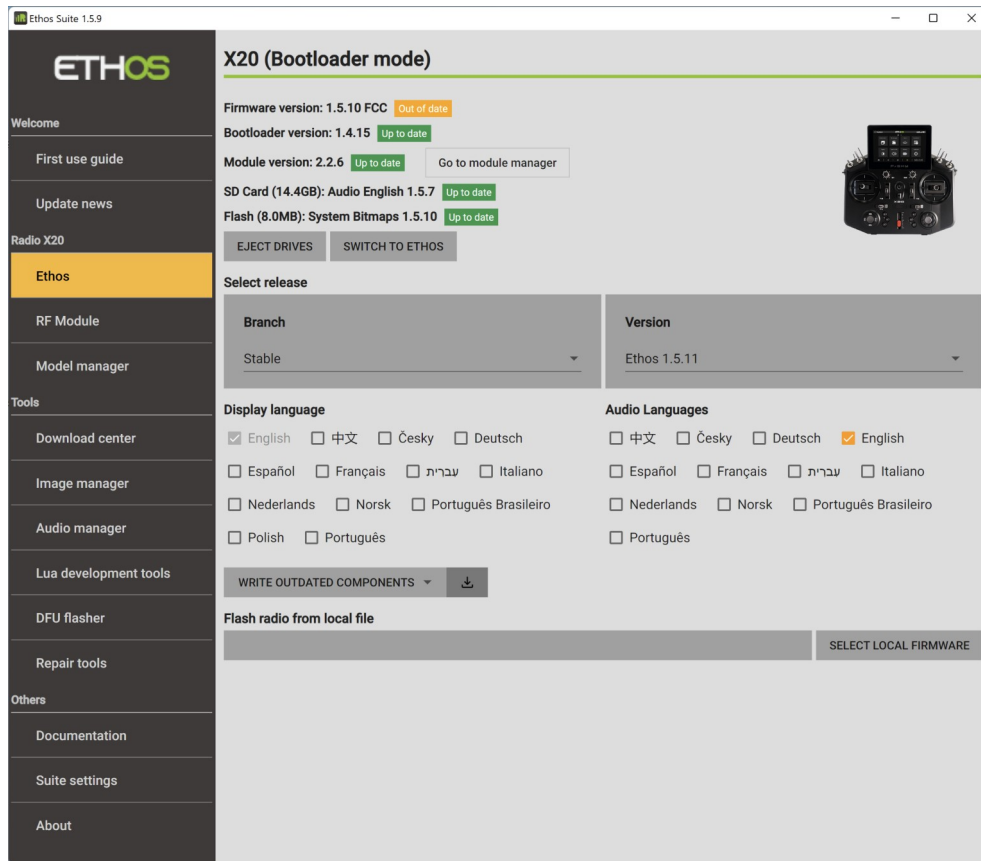 Ethos Suite 1.5.9
ETHOS
Welcome
First use guide
Update news
Radio X20
Ethos
RF Module
Model manager
Tools
Download center
Image manager
Audio manager
Lua development tools
DFU flasher
Repair tools
Others
Documentation
Suite settings
About
X20 (Bootloader mode)
Firmware version: 1.5.10 FCC Out of date
Bootloader version: 1.4.15 Up to date
Module version: 2.2.6 Up to date Go to module manager
SD Card (14.4GB): Audio English 1.5.7 Up to date
Flash (8.0MB): System Bitmaps 1.5.10 Up to date
EJECT DRIVES SWITCH TO ETHOS
Select release
Branch
Stable
Version
Ethos 1.5.11
Display language
English 中文 Česky Deutsch
Español Français עברית Italiano
Nederlands Norsk Português Brasileiro
Polish Português
Audio Languages
中文 Česky Deutsch English
Español Français עברית Italiano
Nederlands Norsk Português Brasileiro
Português
WRITE OUTDATED COMPONENTS
Flash radio from local file
SELECT LOCAL FIRMWARE